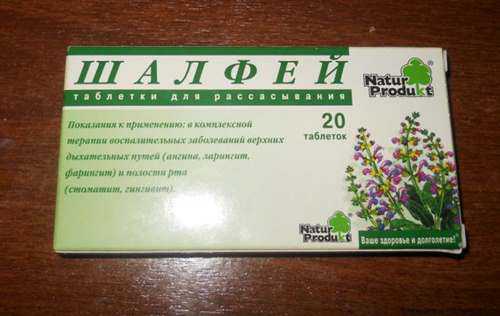 ШАЛФЕЙ
таблетки для рассасывания
Natur
Produkt®
20
таблеток
Показания к применению: в комплексной
терапии воспалительных заболеваний верхних
дыхательных путей (ангина, ларингит,
фарингит) и полости рта
(стоматит, гингивит).
Natur®
Produkt
Ваше здоровье и долголетие!